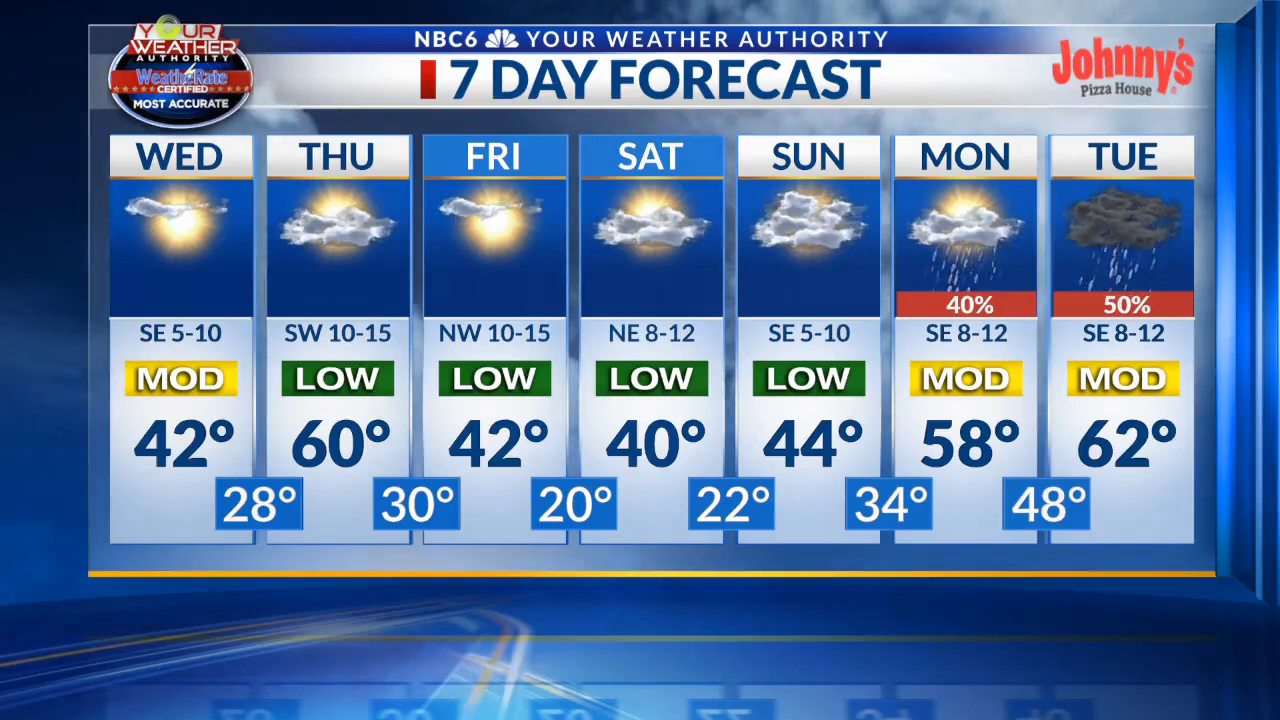 YOUR
WEATHER
AUTHORITY
WeatheRate
CERTIFIED
MOST ACCURATE
NBC6 YOUR WEATHER AUTHORITY
7 DAY FORECAST
Johnny's
Pizza House
WED THU FRI SAT SUN MON TUE
40% 50%
SE 5-10 SW 10-15 NW 10-15 NE 8-12 SE 5-10 SE 8-12 SE 8-12
MOD LOW LOW LOW LOW MOD MOD
42° 60° 42° 40° 44° 58° 62°
28° 30° 20° 22° 34° 48°